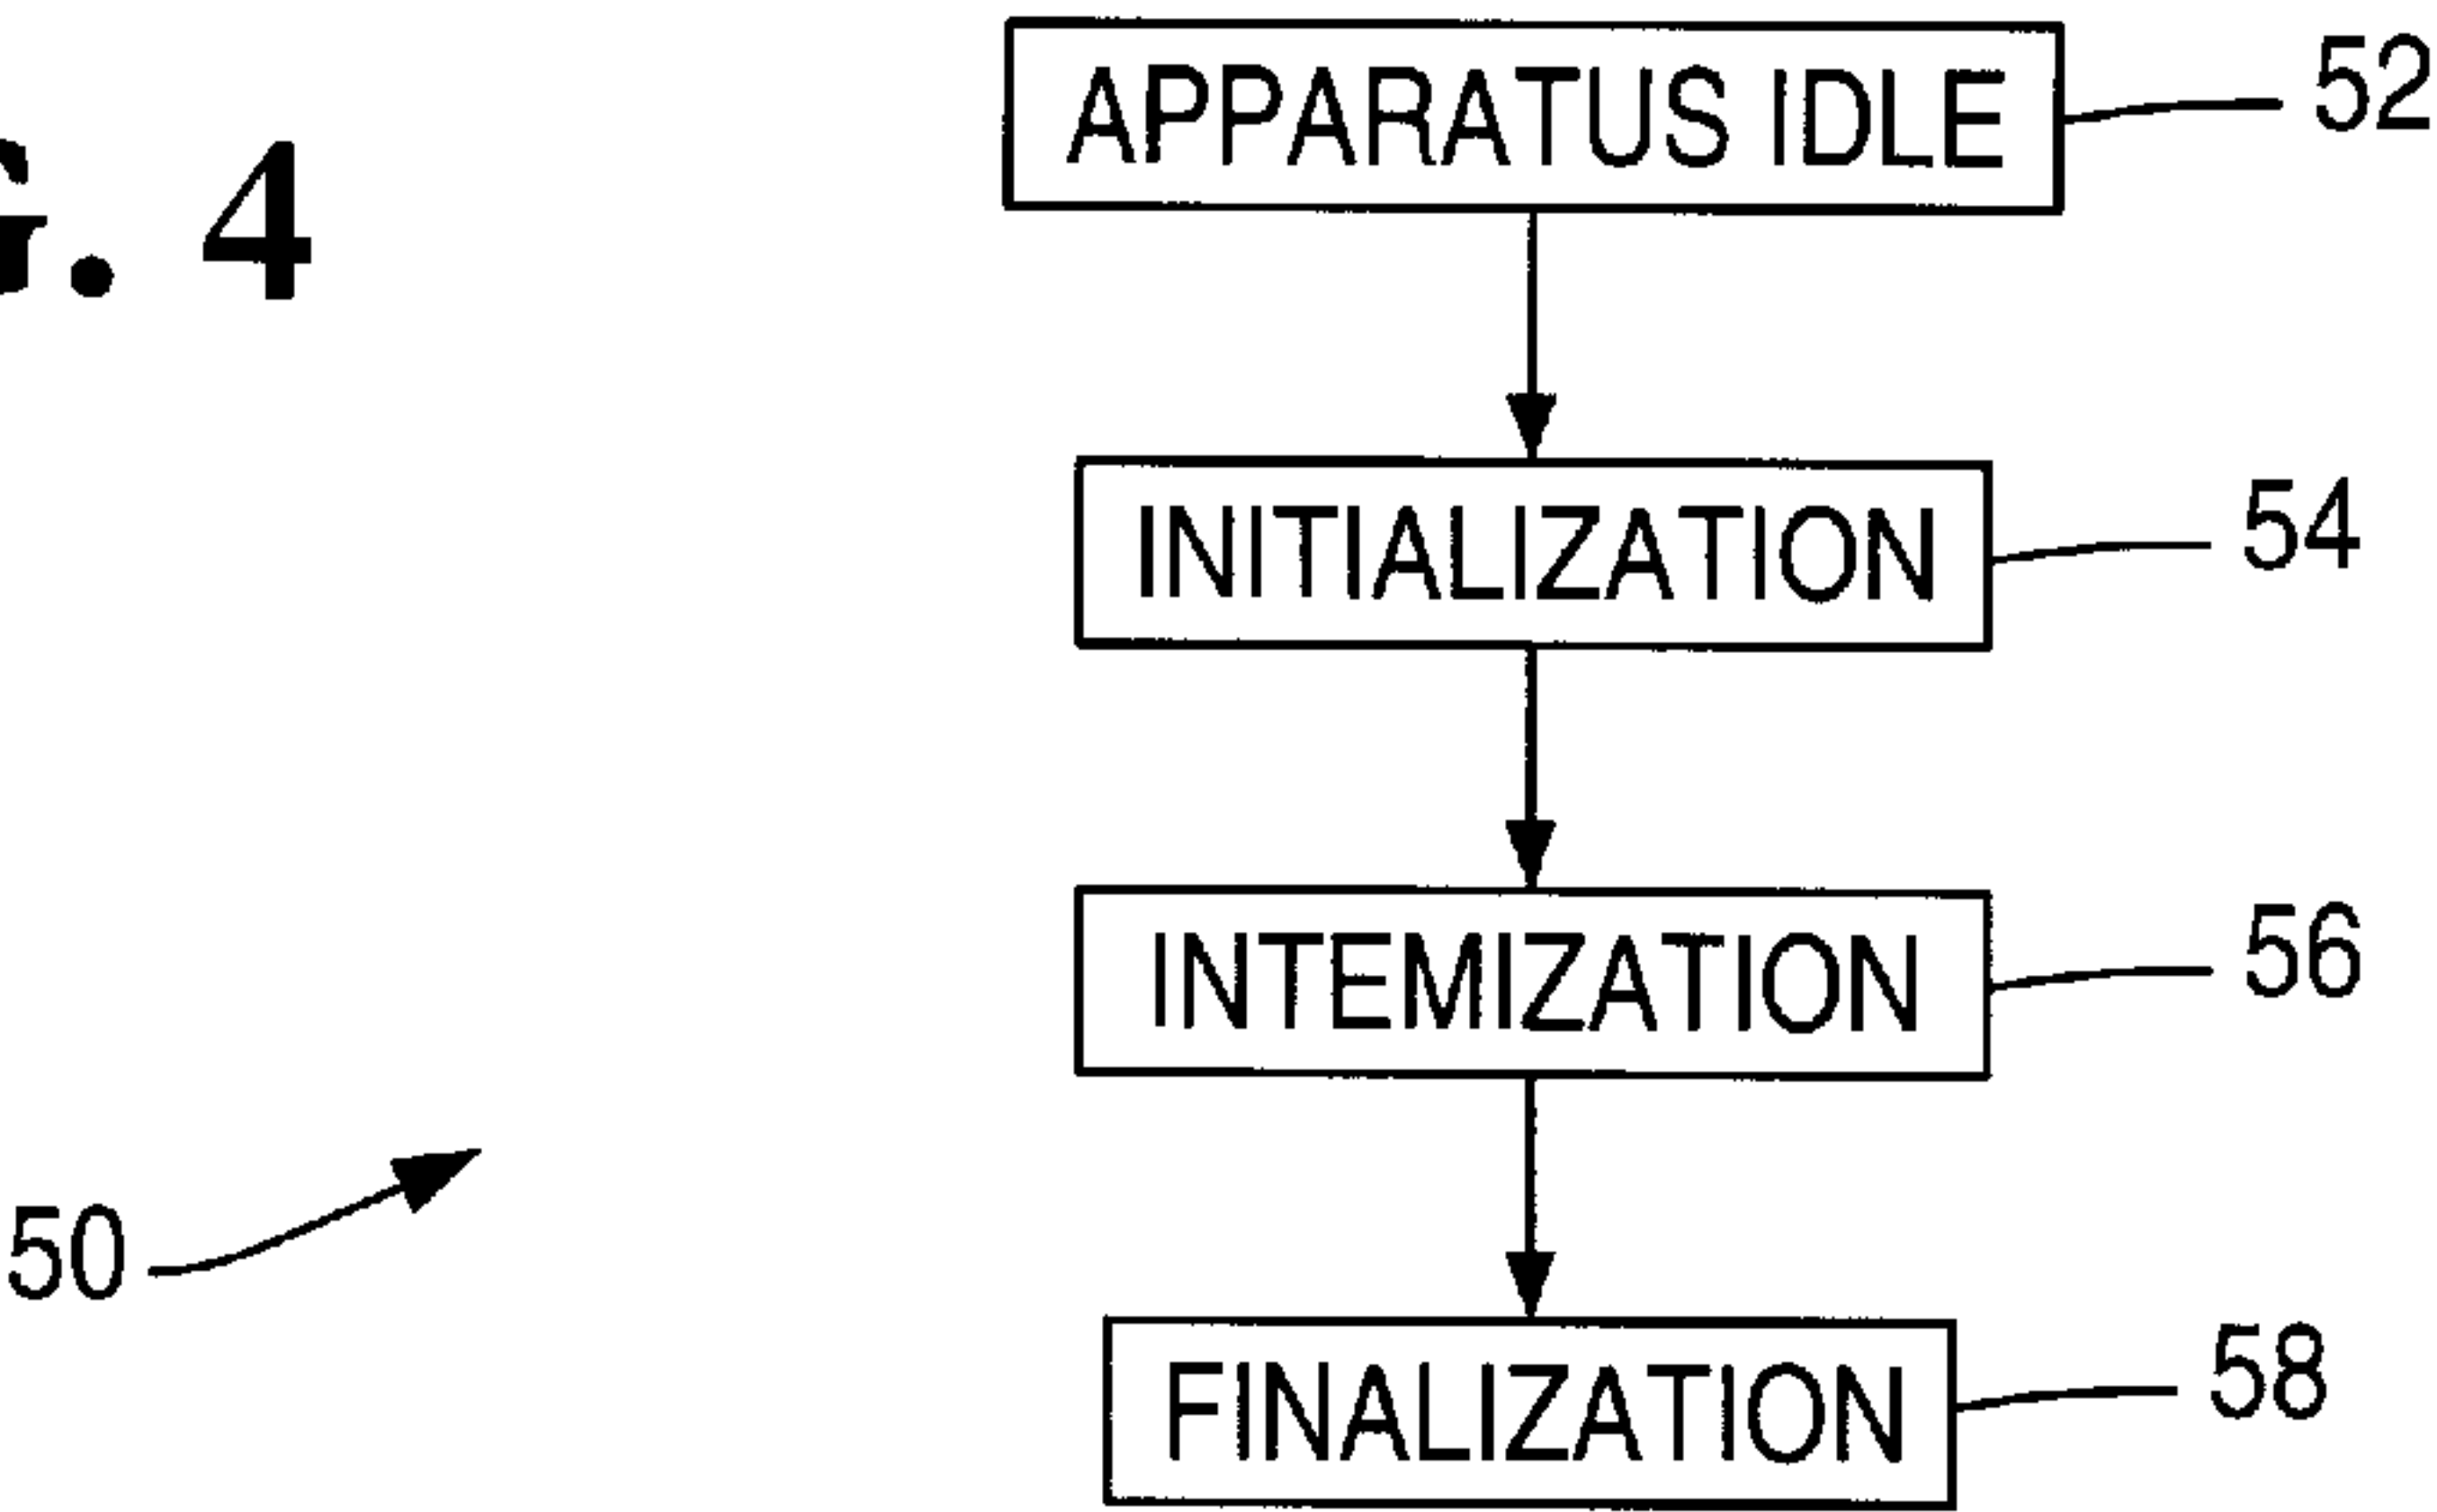 G. 4
APPARATUS IDLE
52
INITIALIZATION
54
INTEMIZATION
56
50
FINALIZATION
58